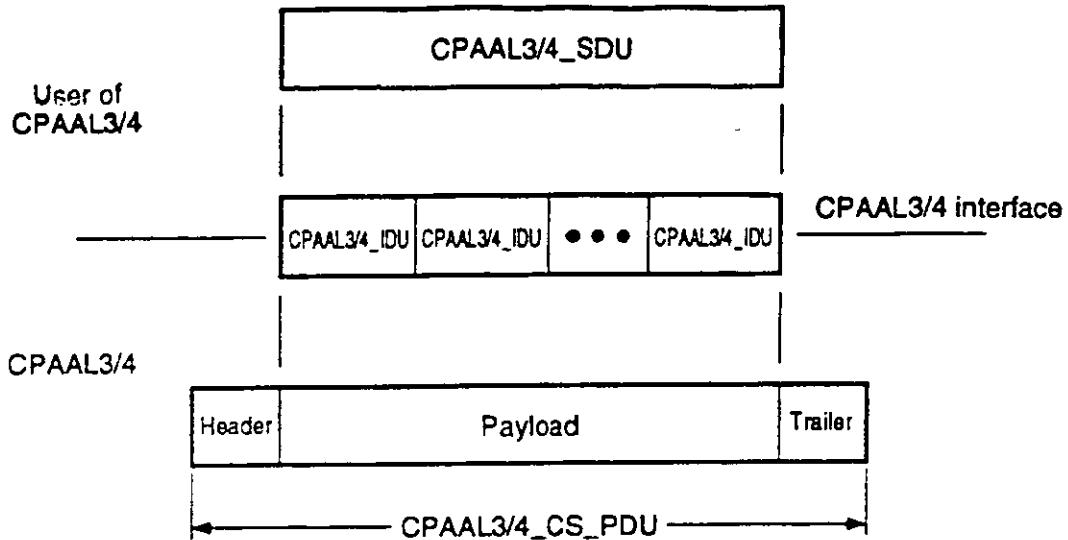 CPAAL3/4_SDU
User of
CPAAL3/4
CPAAL3/4_IDU CPAAL3/4_IDU ••• CPAAL3/4_IDU
CPAAL3/4 interface
CPAAL3/4
Header Payload Trailer
CPAAL3/4_CS_PDU